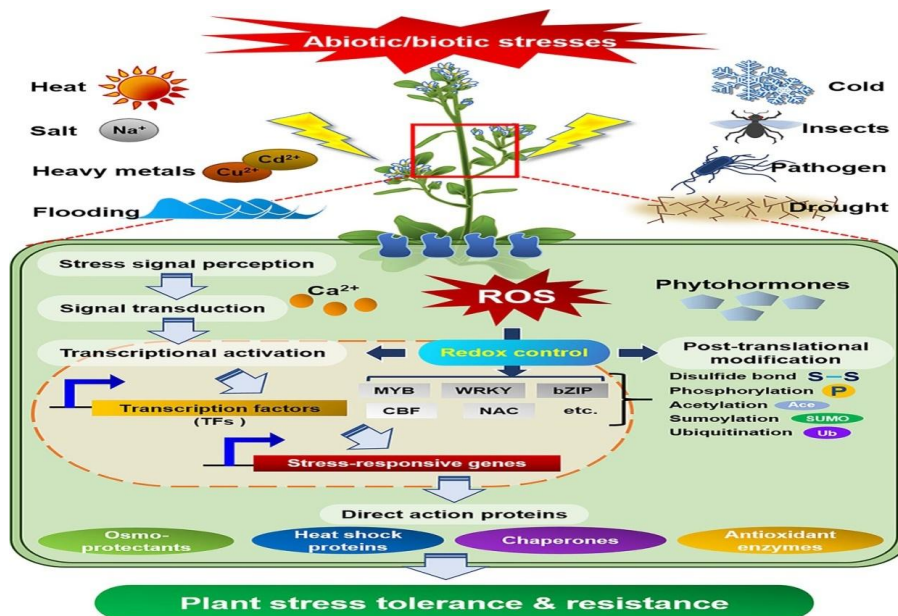 Abiotic/biotic stresses
Heat
Salt
Na⁺
Heavy metals
Cu²⁺
Cd²⁺
Flooding
Cold
Insects
Pathogen
Drought
Stress signal perception
Signal transduction
Ca²⁺
Transcriptional activation
Transcription factors
(TFs )
Stress-responsive genes
ROS
Redox control
MYB
WRKY
bZIP
CBF
NAC
etc.
Phytohormones
Post-translational
modification
Disulfide bond S–S
Phosphorylation P
Acetylation Ace
Sumoylation SUMO
Ubiquitination Ub
Direct action proteins
Osmo-
protectants
Heat shock
proteins
Chaperones
Antioxidant
enzymes
Plant stress tolerance & resistance